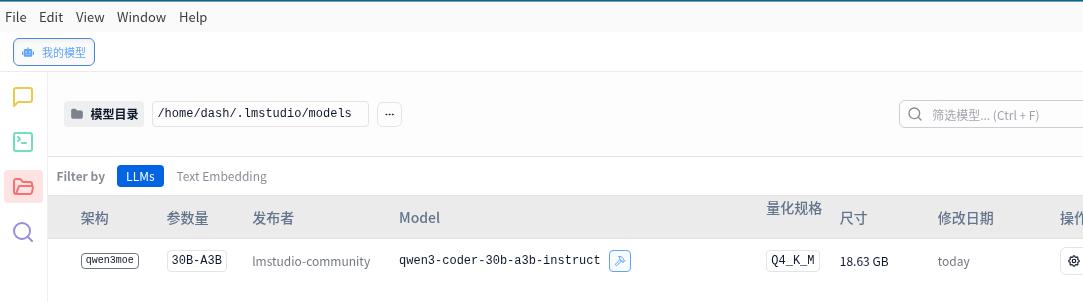 File Edit View Window Help
我的模型
模型目录 /home/dash/.lmstudio/models ...
筛选模型... (Ctrl + F)
Filter by LLMs Text Embedding
架构 参数量 发布者 Model 量化规格 尺寸 修改日期 操作
qwen3moe 30B-A3B lmstudio-community qwen3-coder-30b-a3b-instruct Q4_K_M 18.63 GB today